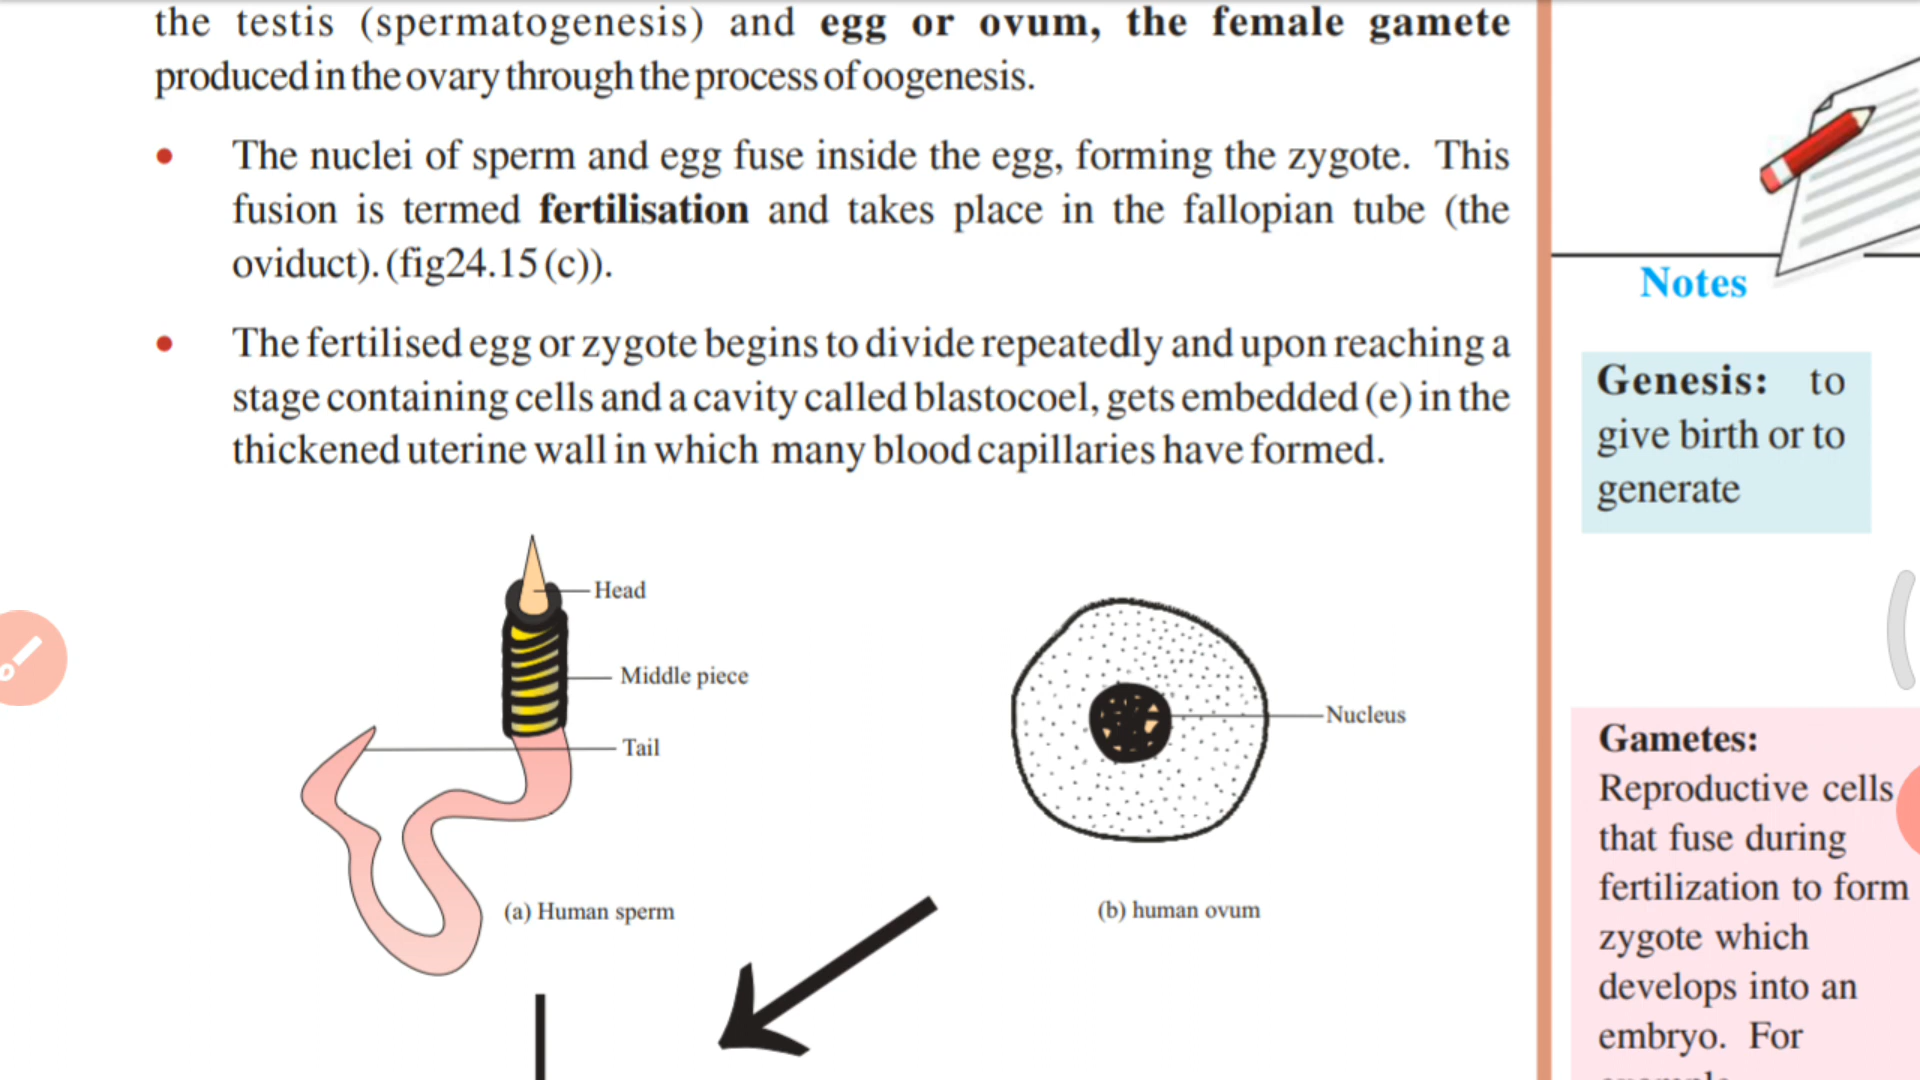 the testis (spermatogenesis) and egg or ovum, the female gamete
produced in the ovary through the process of oogenesis.
• The nuclei of sperm and egg fuse inside the egg, forming the zygote. This
fusion is termed fertilisation and takes place in the fallopian tube (the
oviduct). (fig24.15 (c)).
• The fertilised egg or zygote begins to divide repeatedly and upon reaching a
stage containing cells and a cavity called blastocoel, gets embedded (e) in the
thickened uterine wall in which many blood capillaries have formed.
Head
Middle piece
Tail
(a) Human sperm
Nucleus
(b) human ovum
Notes
Genesis: to
give birth or to
generate
Gametes:
Reproductive cells
that fuse during
fertilization to form
zygote which
develops into an
embryo. For